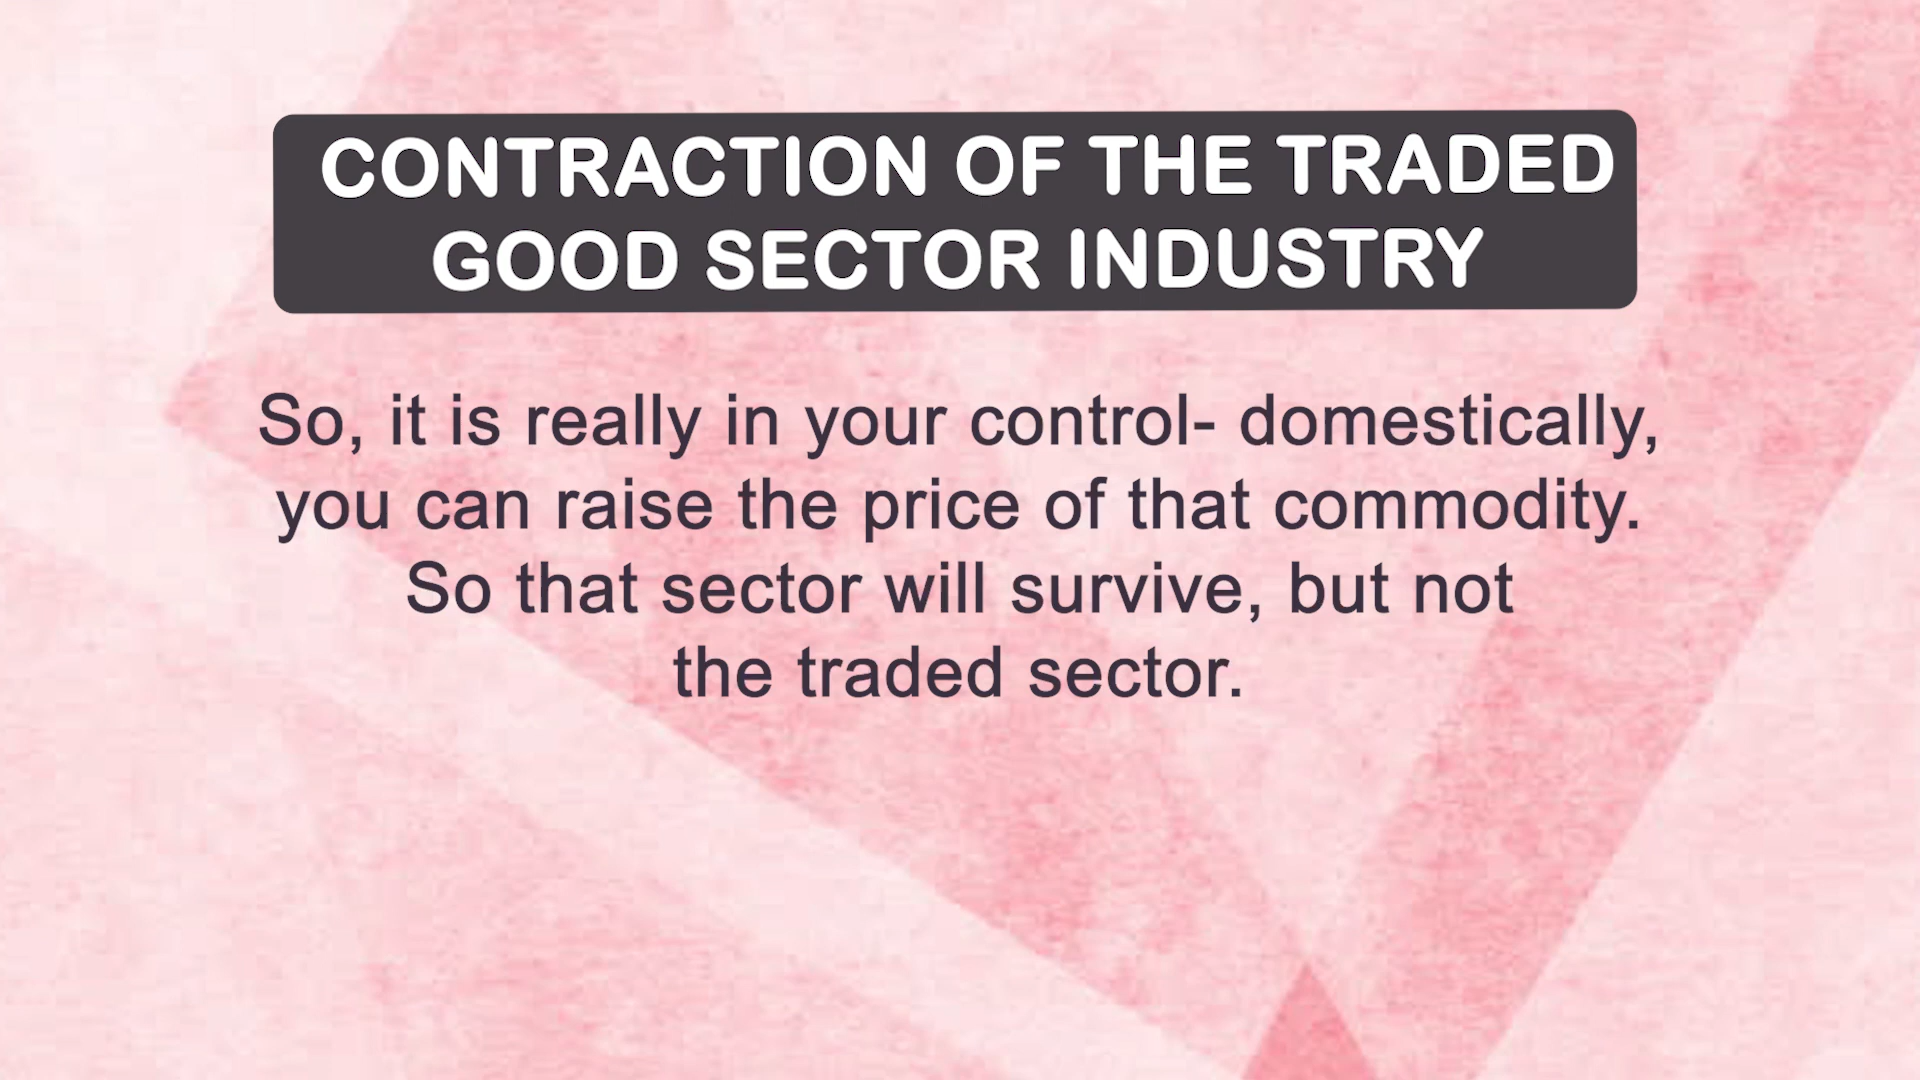 CONTRACTION OF THE TRADED
GOOD SECTOR INDUSTRY
So, it is really in your control- domestically,
you can raise the price of that commodity.
So that sector will survive, but not
the traded sector.